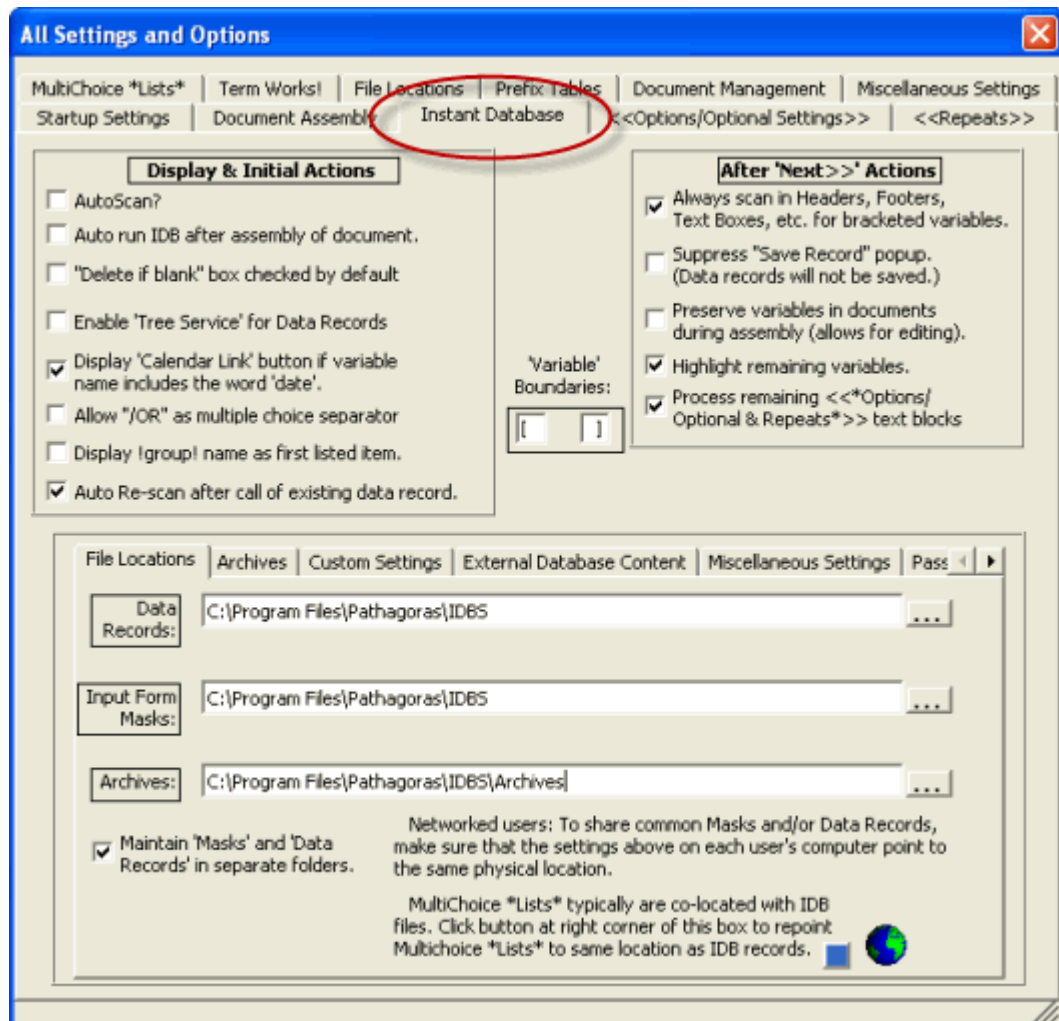 All Settings and Options
MultiChoice *Lists*
Term Works!
File Locations
Prefix Tables
Document Management
Miscellaneous Settings
Startup Settings
Document Assembly
Instant Database
<<Options/Optional Settings>>
<<Repeats>>
Display & Initial Actions
AutoScan?
Auto run IDB after assembly of document.
"Delete if blank" box checked by default
Enable 'Tree Service' for Data Records
Display 'Calendar Link' button if variable
name includes the word 'date'.
Allow "/OR" as multiple choice separator
Display !group! name as first listed item.
Auto Re-scan after call of existing data record.
'Variable'
Boundaries:
[ ]
After 'Next>>' Actions
Always scan in Headers, Footers,
Text Boxes, etc. for bracketed variables.
Suppress "Save Record" popup.
(Data records will not be saved.)
Preserve variables in documents
during assembly (allows for editing).
Highlight remaining variables.
Process remaining <<*Options/
Optional & Repeats*>> text blocks
File Locations
Archives
Custom Settings
External Database Content
Miscellaneous Settings
Pass
Data
Records:
C:\Program Files\Pathagoras\IDBS
...
Input Form
Masks:
C:\Program Files\Pathagoras\IDBS
...
Archives:
C:\Program Files\Pathagoras\IDBS\Archives
...
Maintain 'Masks' and 'Data
Records' in separate folders.
Networked users: To share common Masks and/or Data Records,
make sure that the settings above on each user's computer point to
the same physical location.
MultiChoice *Lists* typically are co-located with IDB
files. Click button at right corner of this box to repoint
Multichoice *Lists* to same location as IDB records.